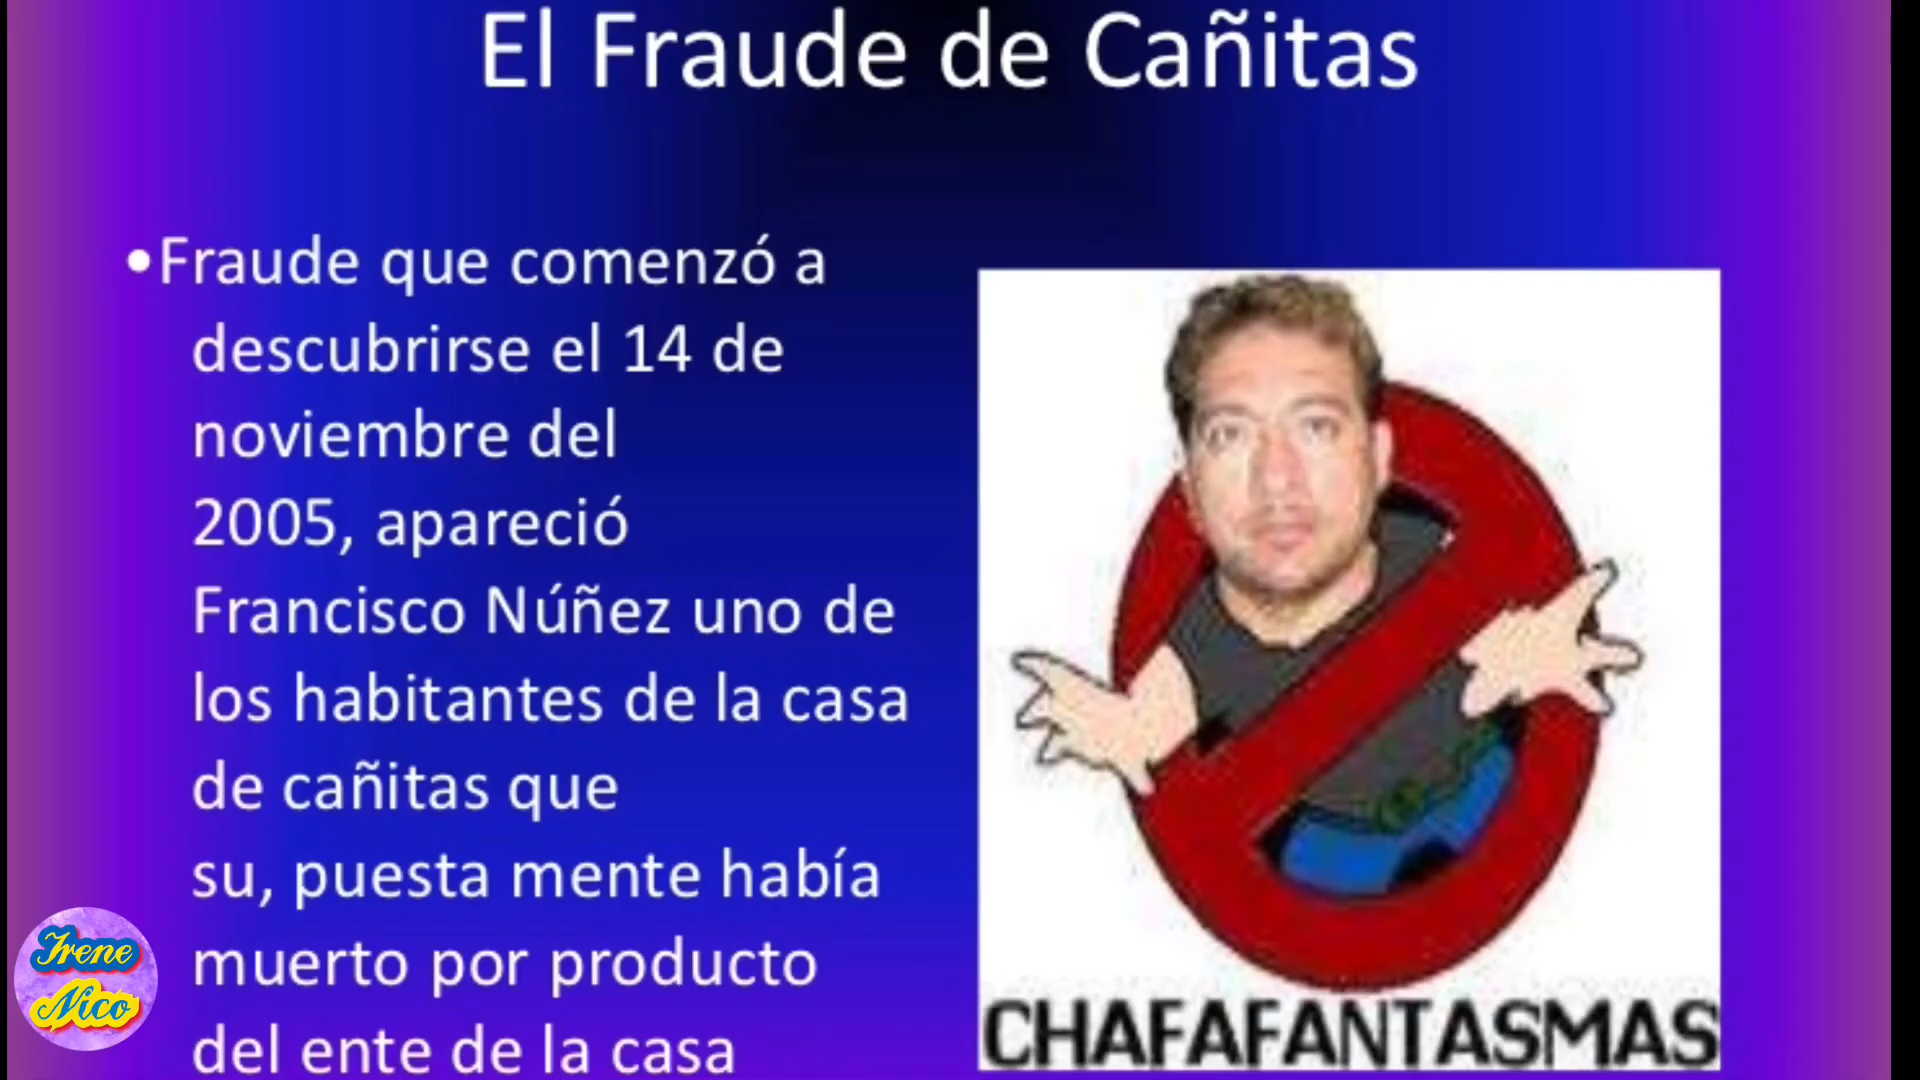 El Fraude de Cañitas
•Fraude que comenzó a
descubrirse el 14 de
noviembre del
2005, apareció
Francisco Núñez uno de
los habitantes de la casa
de cañitas que
su, puesta mente había
muerto por producto
del ente de la casa
CHAFAFANTASMAS
Irene
Nico